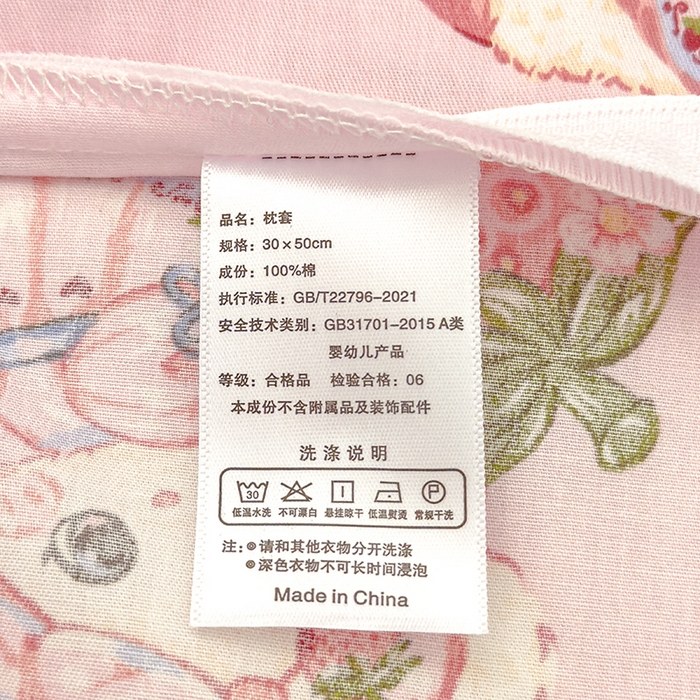 品名：枕套
规格：30×50cm
成份：100%棉
执行标准：GB/T22796-2021
安全技术类别：GB31701-2015 A类
婴幼儿产品
等级：合格品 检验合格：06
本成份不含附属品及装饰配件
洗涤说明
30 P
低温水洗 不可漂白 悬挂晾干 低温熨烫 常规干洗
注：◎请和其他衣物分开洗涤
◎深色衣物不可长时间浸泡
Made in China